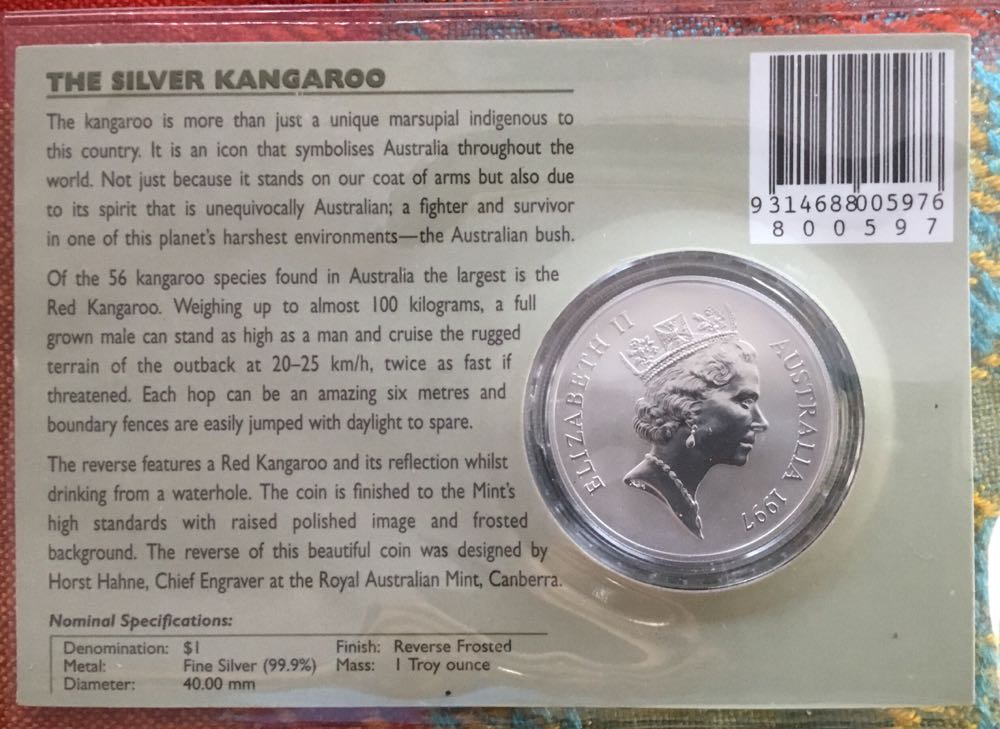 THE SILVER KANGAROO
The kangaroo is more than just a unique marsupial indigenous to
this country. It is an icon that symbolises Australia throughout the
world. Not just because it stands on our coat of arms but also due
to its spirit that is unequivocally Australian; a fighter and survivor
in one of this planet's harshest environments—the Australian bush.
Of the 56 kangaroo species found in Australia the largest is the
Red Kangaroo. Weighing up to almost 100 kilograms, a full
grown male can stand as high as a man and cruise the rugged
terrain of the outback at 20–25 km/h, twice as fast if
threatened. Each hop can be an amazing six metres and
boundary fences are easily jumped with daylight to spare.
The reverse features a Red Kangaroo and its reflection whilst
drinking from a waterhole. The coin is finished to the Mint's
high standards with raised polished image and frosted
background. The reverse of this beautiful coin was designed by
Horst Hahne, Chief Engraver at the Royal Australian Mint, Canberra.
Nominal Specifications:
Denomination: $1 Finish: Reverse Frosted
Metal: Fine Silver (99.9%) Mass: 1 Troy ounce
Diameter: 40.00 mm
9 314688 005976
800597
ELIZABETH II
AUSTRALIA 1997